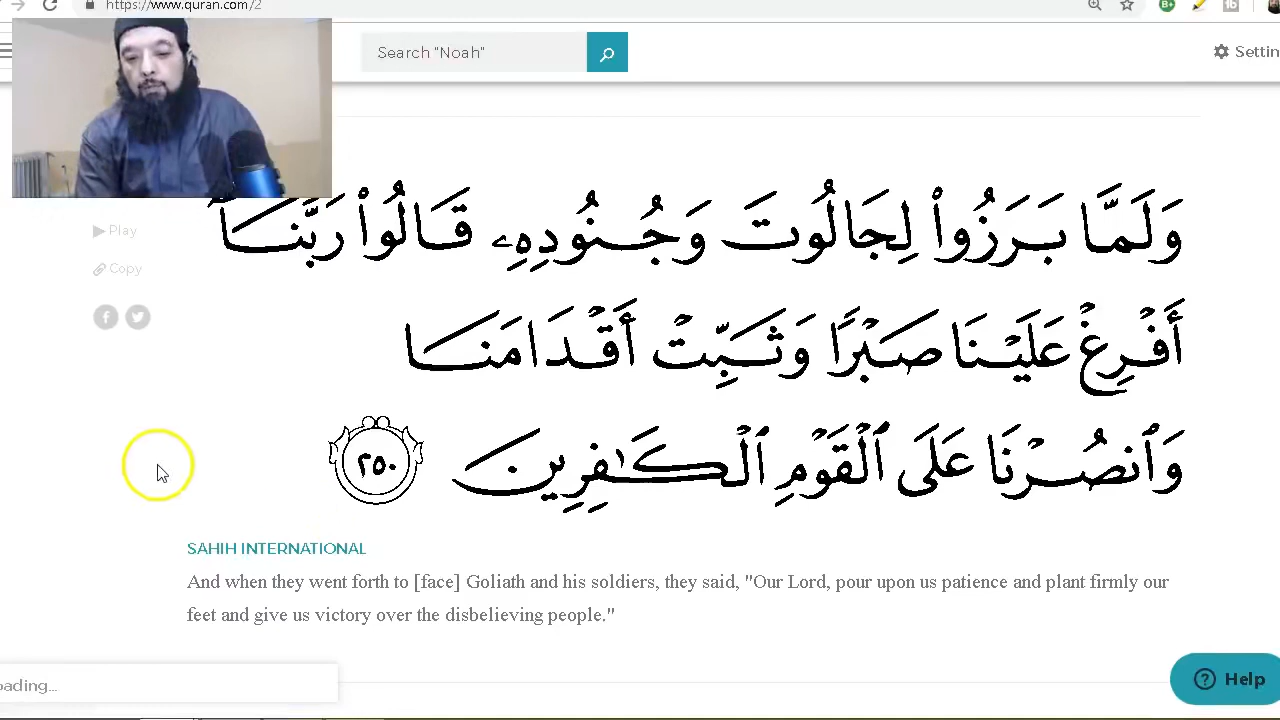 https://www.quran.com/2
Search "Noah"
Settin
Play
Copy
وَلَمَّا بَرَزُوا۟ لِجَالُوتَ وَجُنُودِهِۦ قَالُوا۟ رَبَّنَآ
أَفْرِغْ عَلَيْنَا صَبْرًا وَثَبِّتْ أَقْدَامَنَا
وَٱنصُرْنَا عَلَى ٱلْقَوْمِ ٱلْكَـٰفِرِينَ ٢٥٠
SAHIH INTERNATIONAL
And when they went forth to [face] Goliath and his soldiers, they said, "Our Lord, pour upon us patience and plant firmly our
feet and give us victory over the disbelieving people."
oading...
Help